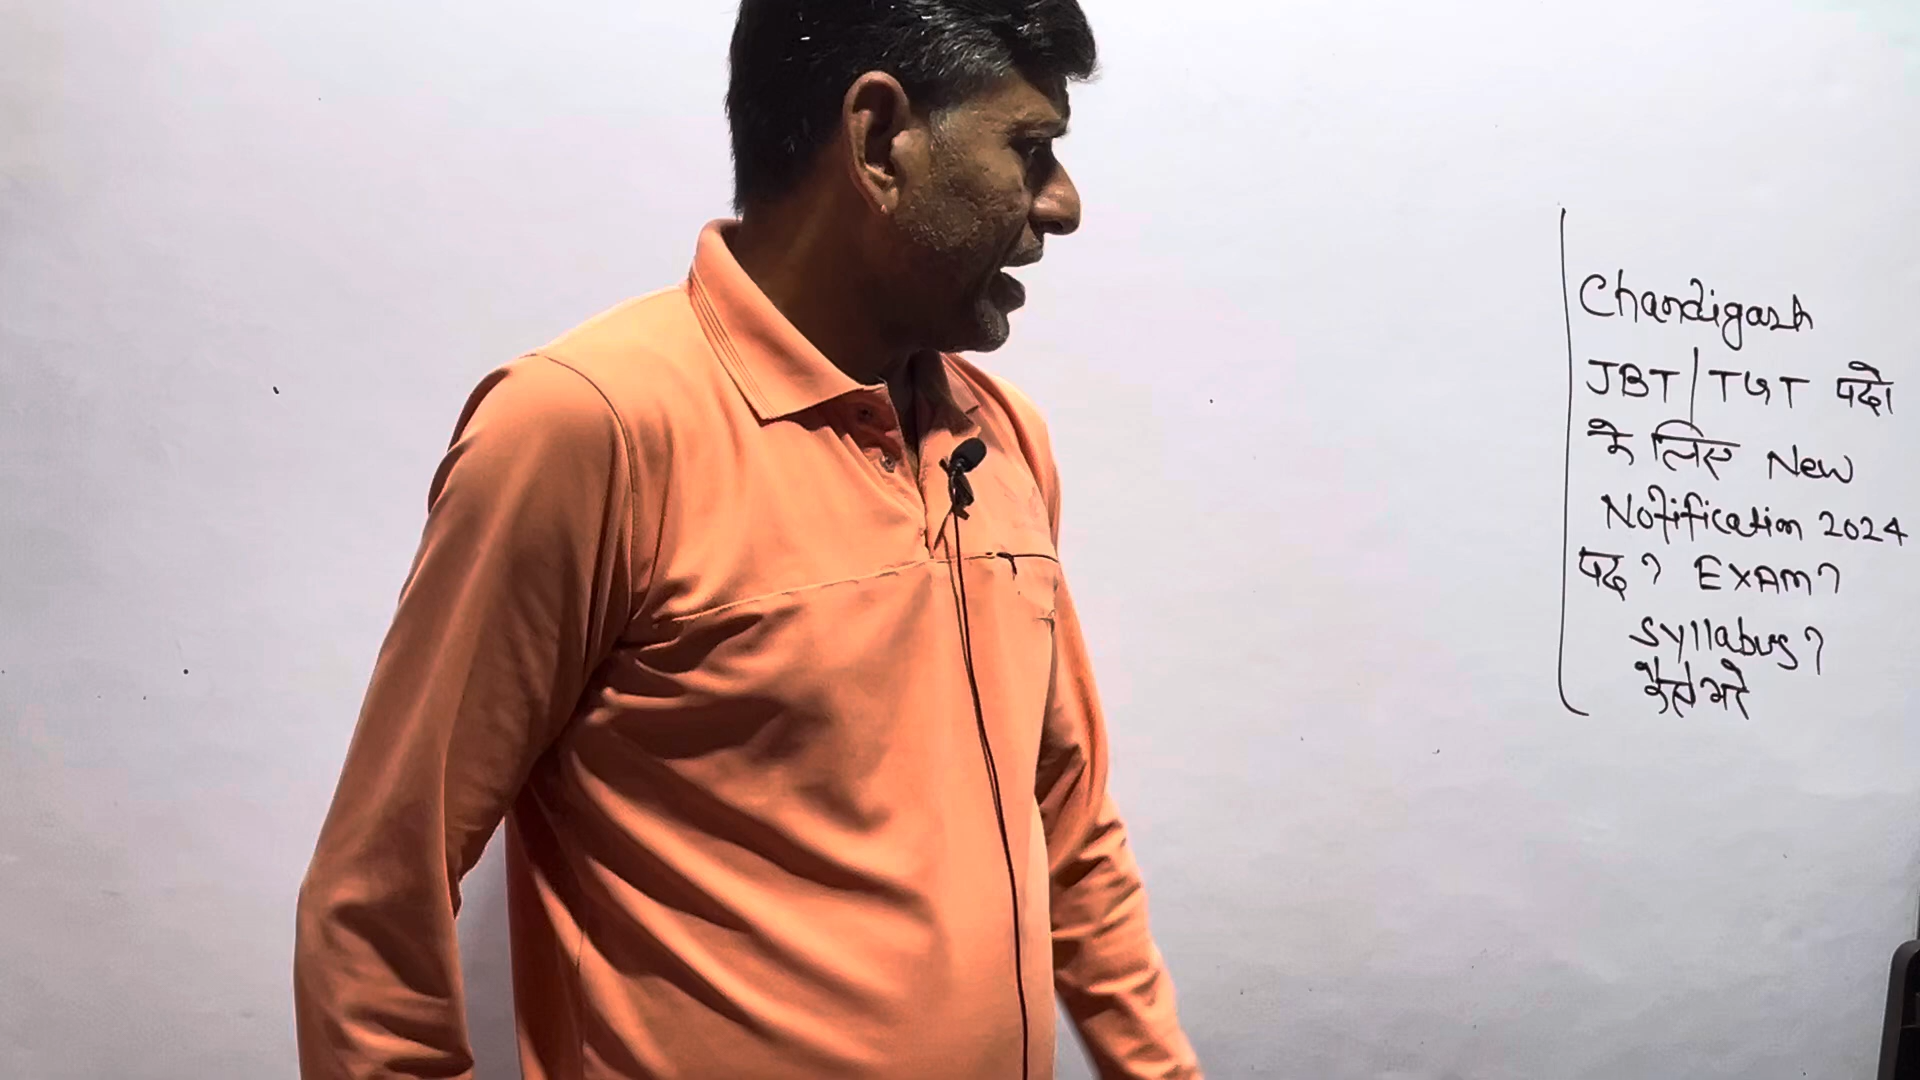 Chandigarh
JBT/TGT पदो
के लिए New
Notification 2024
पद? EXAM?
Syllabus?
कैसे भरे